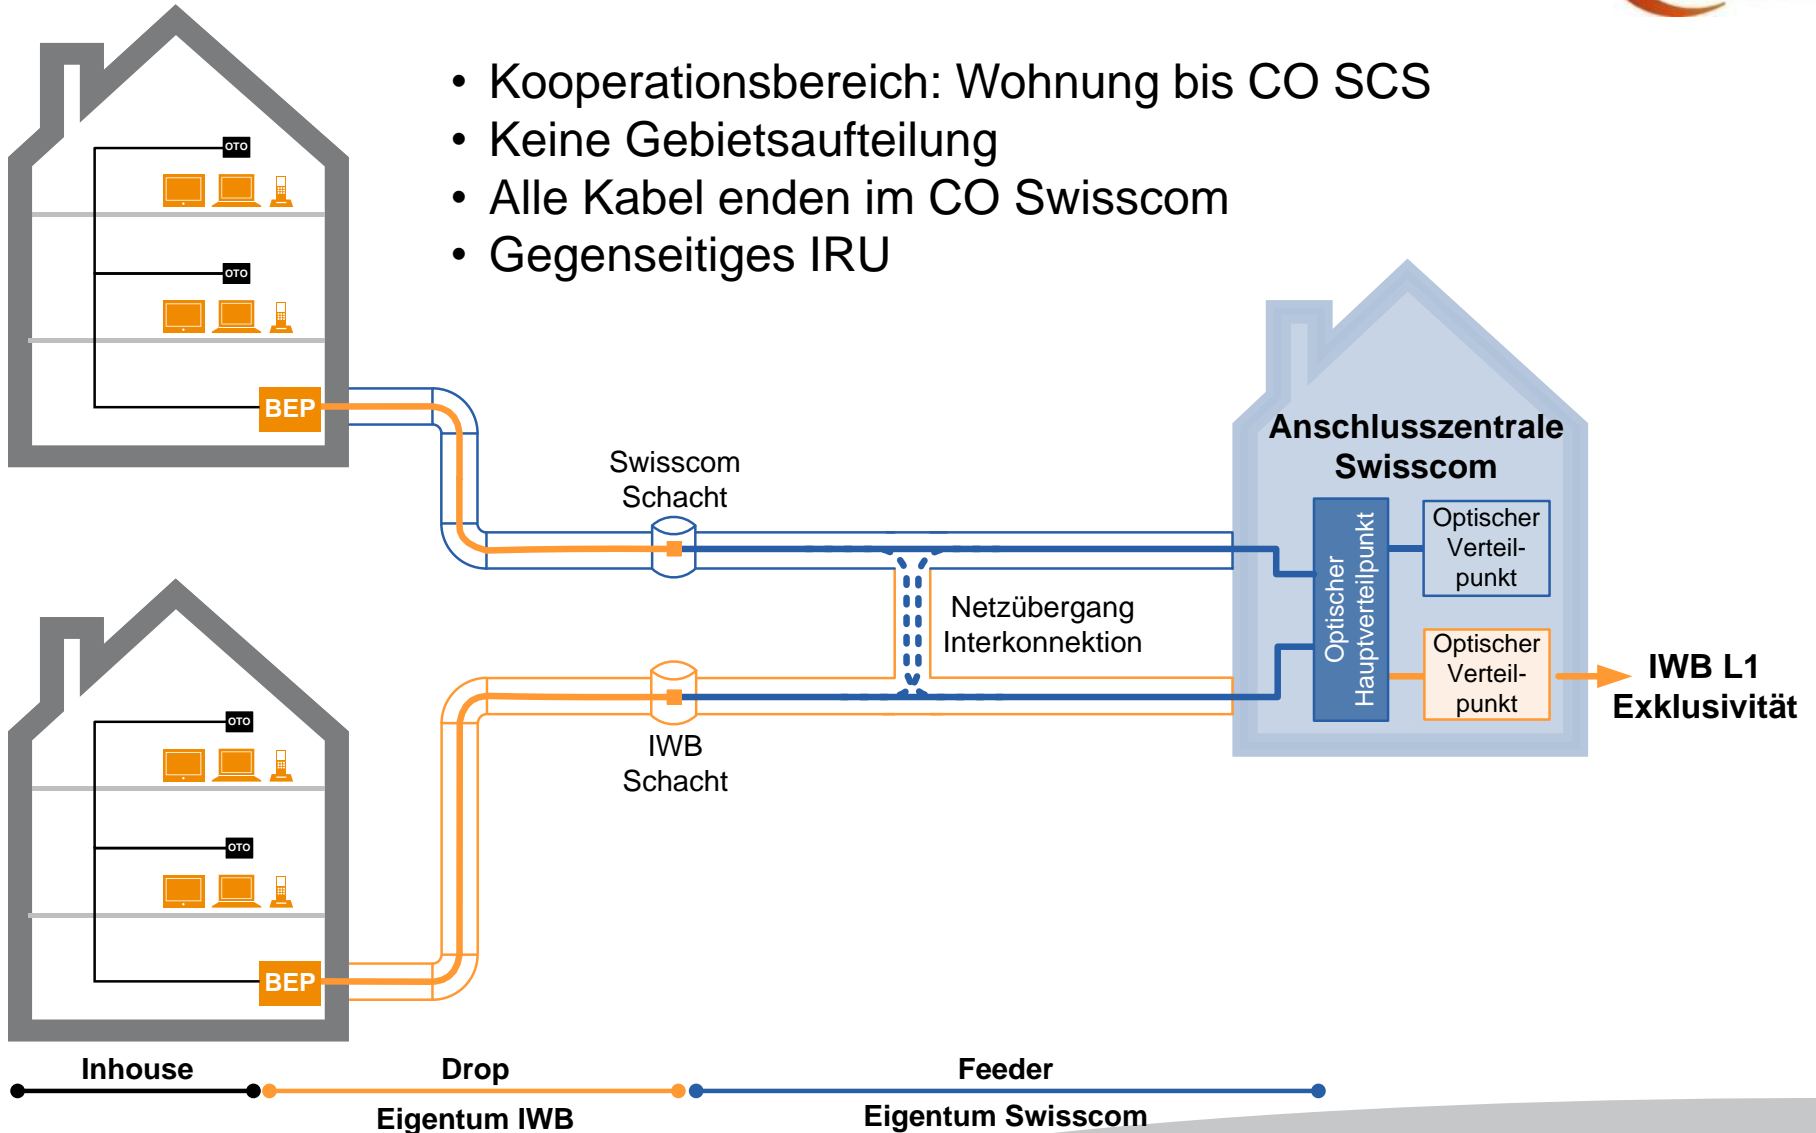 • Kooperationsbereich: Wohnung bis CO SCS
• Keine Gebietsaufteilung
• Alle Kabel enden im CO Swisscom
• Gegenseitiges IRU
OTO
OTO
BEP
Swisscom
Schacht
Anschlusszentrale
Swisscom
Optischer
Hauptverteilpunkt
Optischer
Verteil-
punkt
Netzübergang
Interkonnektion
Optischer
Verteil-
punkt
IWB L1
Exklusivität
OTO
OTO
BEP
IWB
Schacht
Inhouse
Drop
Feeder
Eigentum IWB
Eigentum Swisscom